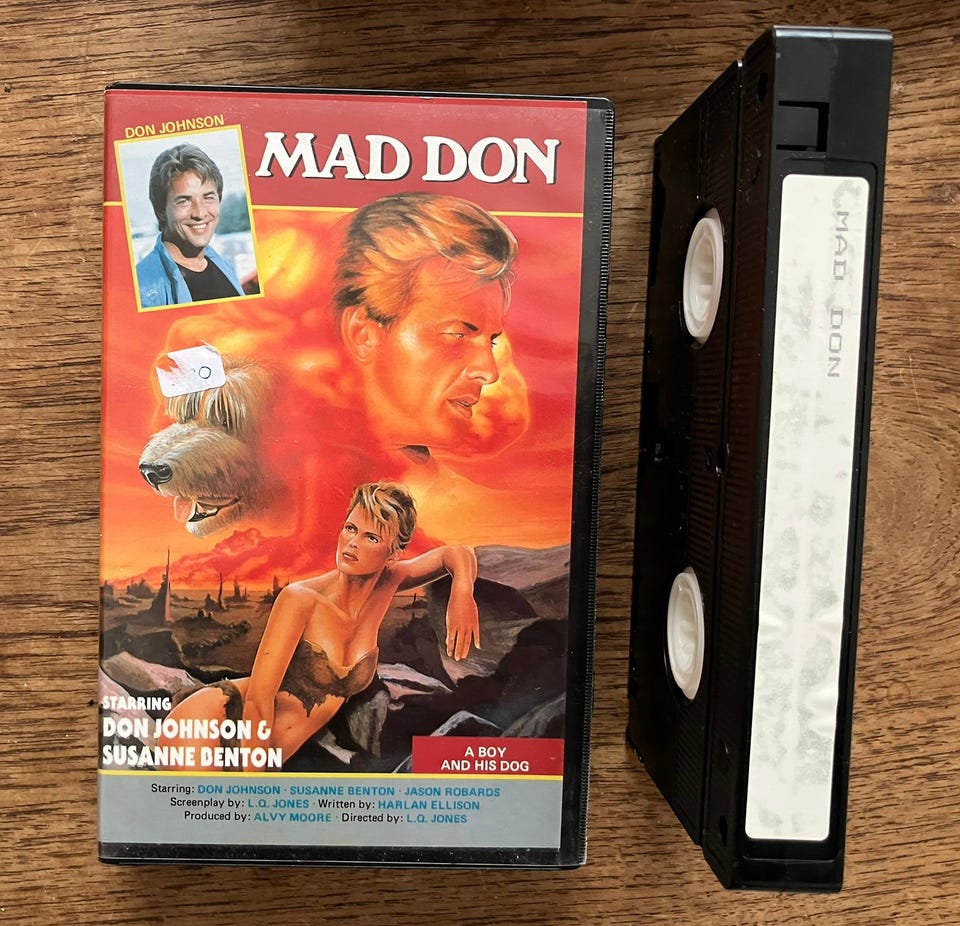 DON JOHNSON
MAD DON
STARRING
DON JOHNSON &
SUSANNE BENTON
A BOY
AND HIS DOG
Starring: DON JOHNSON · SUSANNE BENTON · JASON ROBARDS
Screenplay by: L.Q. JONES · Written by: HARLAN ELLISON
Produced by: ALVY MOORE · Directed by: L.Q. JONES
MAD DON